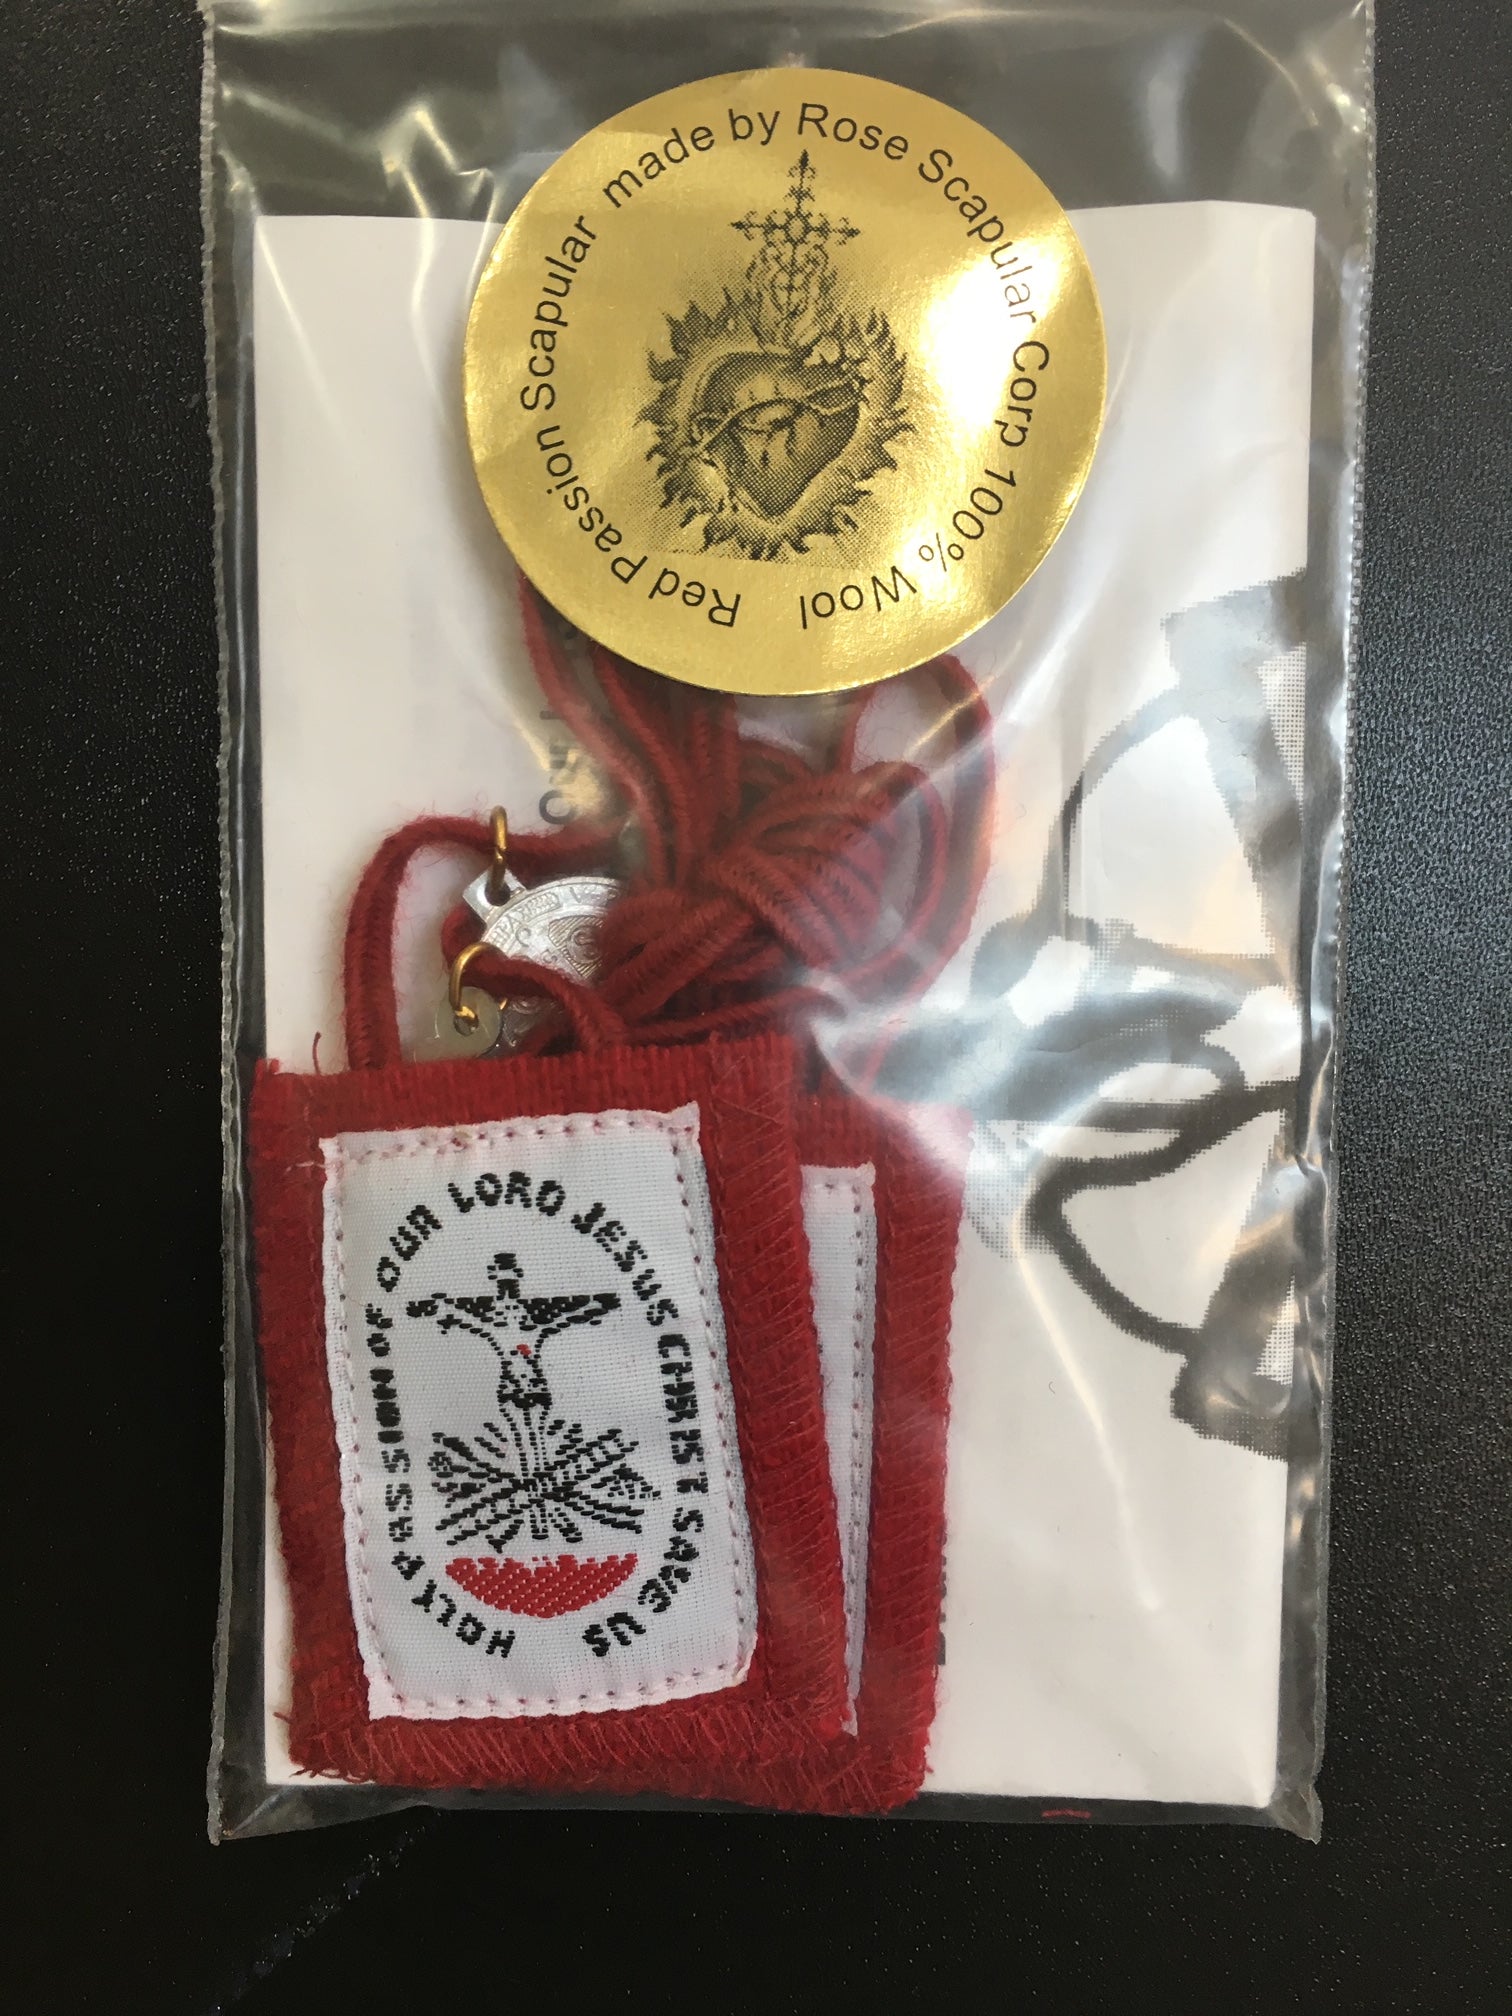 Red Passion Scapular made by Rose Scapular Corp 100% Wool
HOLY PASSION OF OUR LORD JESUS CHRIST SAVE US